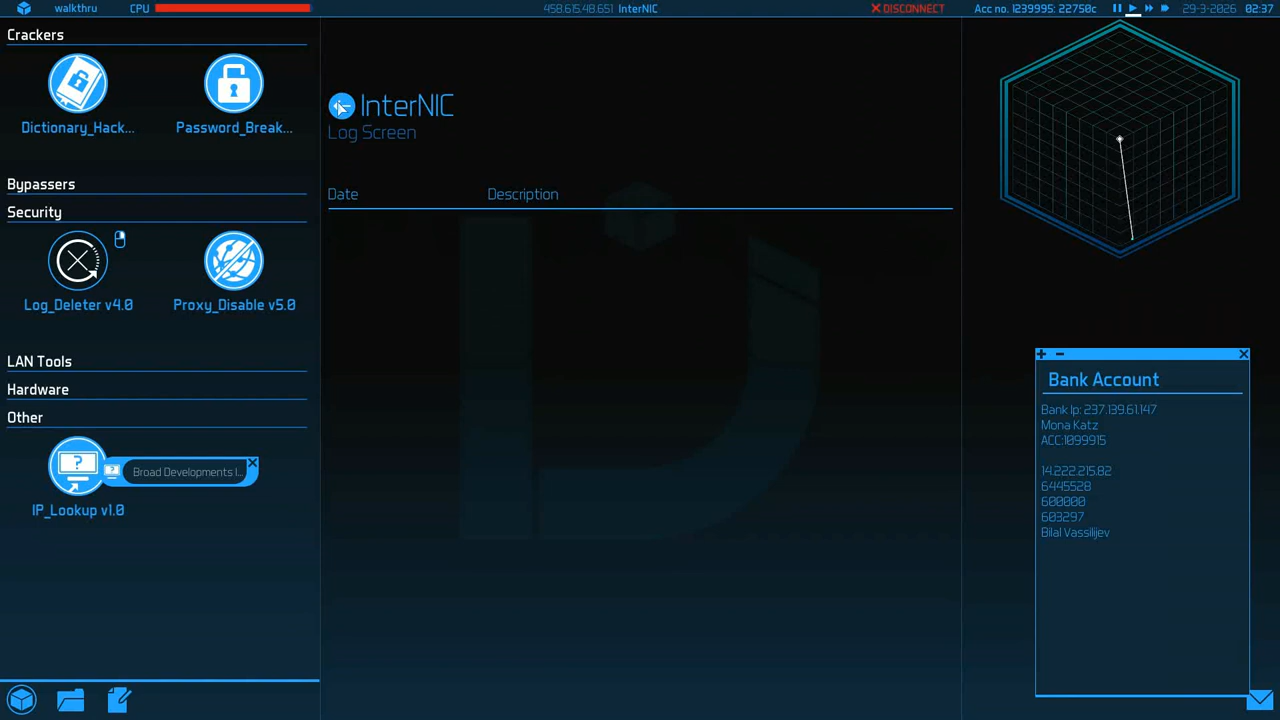 walkthru
CPU
458.615.48.651 InterNIC
DISCONNECT
Acc no. 1239995: 22750c
29-3-2026
02:37
Crackers
Dictionary_Hack...
Password_Break...
Bypassers
Security
Log_Deleter v4.0
Proxy_Disable v5.0
LAN Tools
Hardware
Other
Broad Developments I...
IP_Lookup v1.0
InterNIC
Log Screen
Date
Description
Bank Account
Bank Ip: 237.139.61.147
Mona Katz
ACC:1099915
14.222.215.82
6445528
600000
603297
Bilal Vassilijev